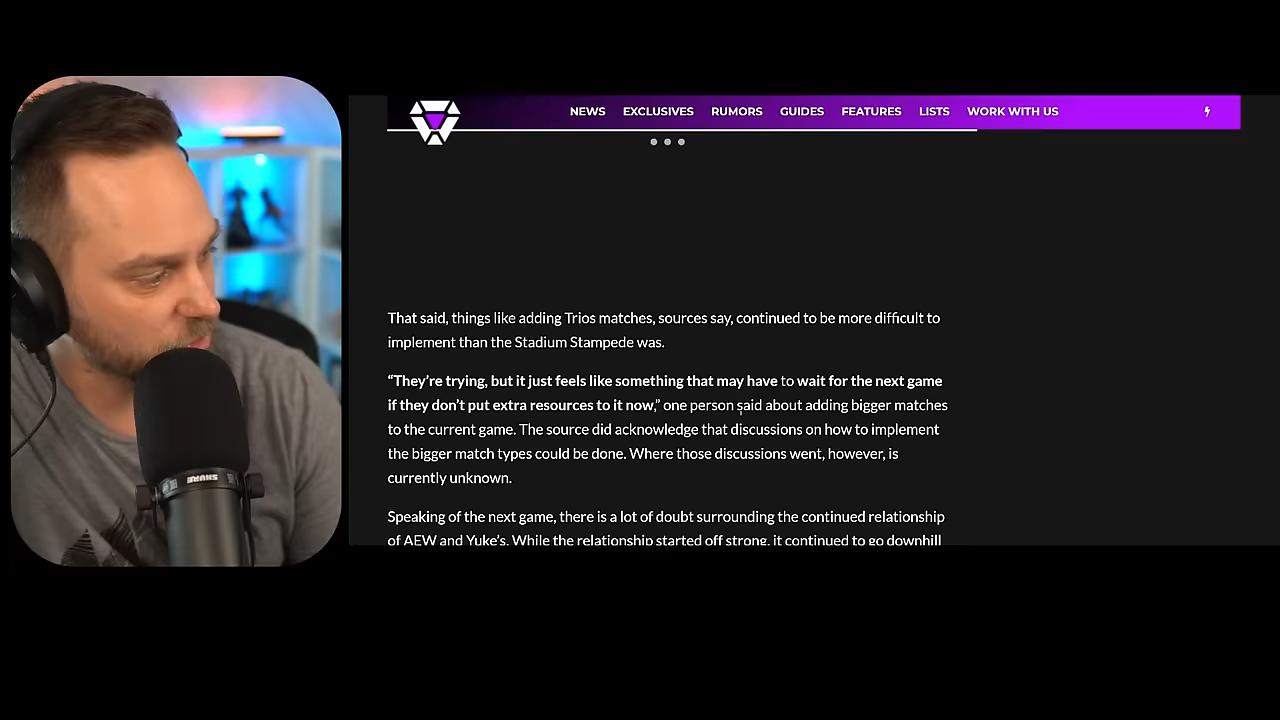 NEWS EXCLUSIVES RUMORS GUIDES FEATURES LISTS WORK WITH US
That said, things like adding Trios matches, sources say, continued to be more difficult to
implement than the Stadium Stampede was.
“They’re trying, but it just feels like something that may have to wait for the next game
if they don’t put extra resources to it now,” one person said about adding bigger matches
to the current game. The source did acknowledge that discussions on how to implement
the bigger match types could be done. Where those discussions went, however, is
currently unknown.
Speaking of the next game, there is a lot of doubt surrounding the continued relationship
of AEW and Yuke’s. While the relationship started off strong, it continued to go downhill
SHURE